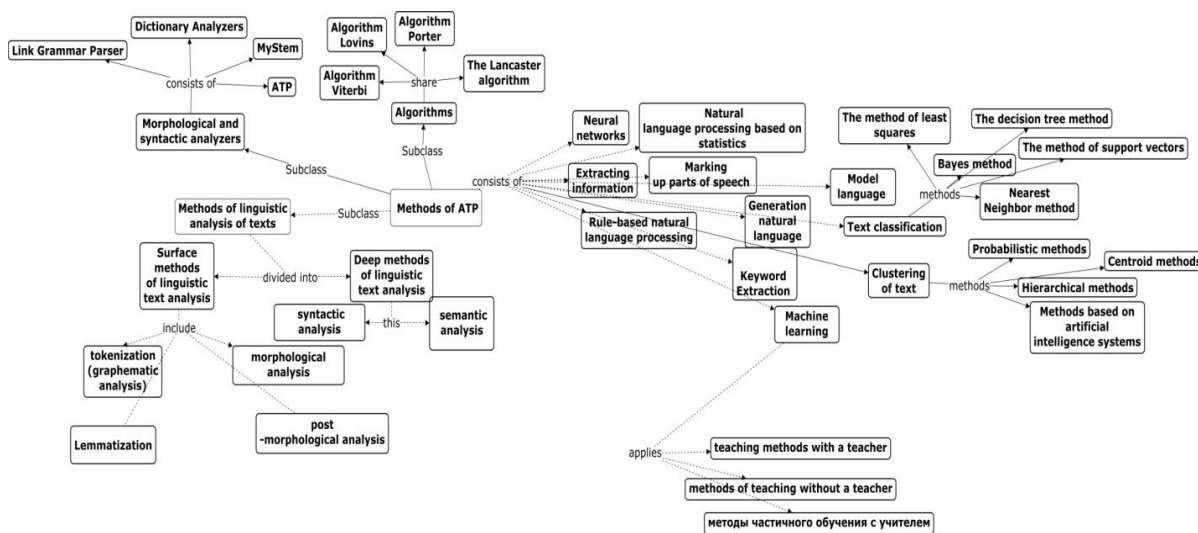 Dictionary Analyzers
Link Grammar Parser
MyStem
consists of
ATP
Morphological and
syntactic analyzers
Algorithm
Lovins
Algorithm
Porter
Algorithm
Viterbi
share
The Lancaster
algorithm
Algorithms
Subclass
Subclass
Methods of ATP
Subclass
Methods of linguistic
analysis of texts
divided into
Surface
methods
of linguistic
text analysis
Deep methods
of linguistic
text analysis
syntactic
analysis
this
semantic
analysis
include
tokenization
(graphematic
analysis)
morphological
analysis
Lemmatization
post
-morphological analysis
consists of
Neural
networks
Natural
language processing based on
statistics
Extracting
information
Marking
up parts of speech
Model
language
Rule-based natural
language processing
Generation
natural
language
Text classification
Keyword
Extraction
Clustering
of text
Machine
learning
The method of least
squares
The decision tree method
Bayes method
The method of support vectors
methods
Nearest
Neighbor method
Probabilistic methods
Centroid methods
methods
Hierarchical methods
Methods based on
artificial
intelligence systems
applies
teaching methods with a teacher
methods of teaching without a teacher
методы частичного обучения с учителем